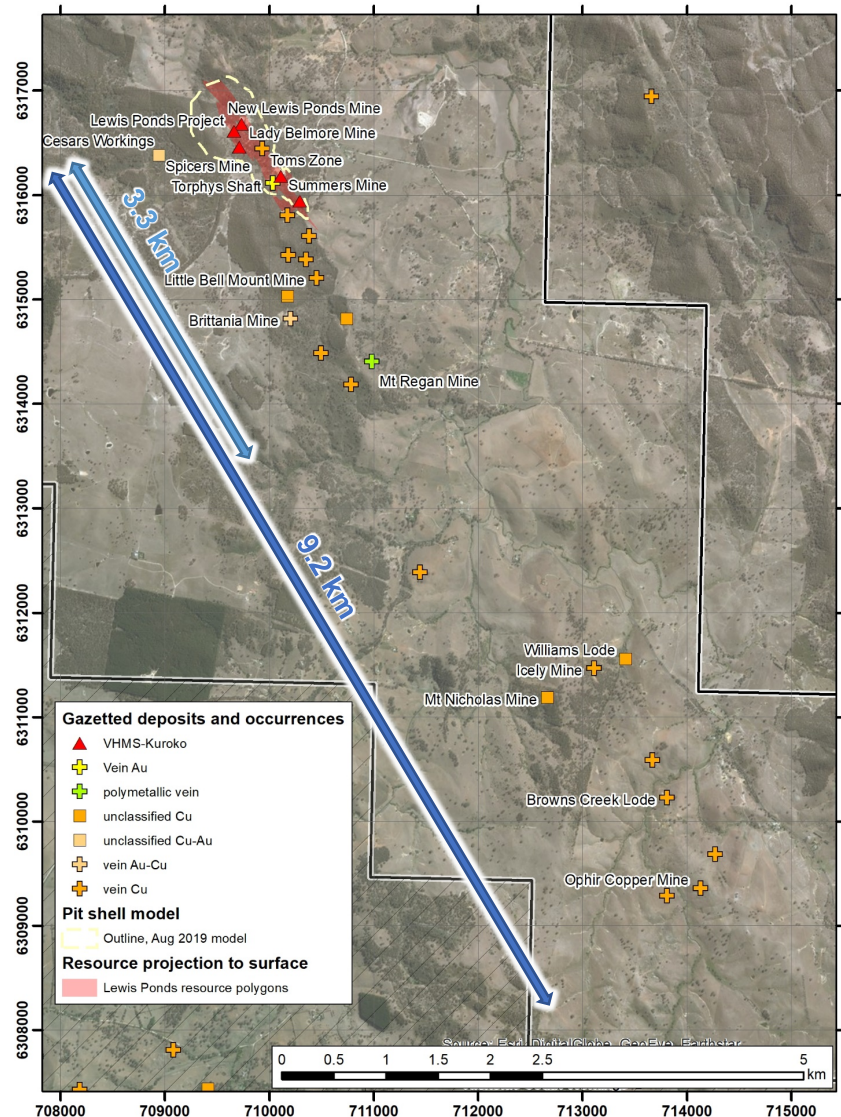 6317000
6316000
6315000
6314000
6313000
6312000
6311000
6310000
6309000
6308000
New Lewis Ponds Mine
Lewis Ponds Project
Lady Belmore Mine
Cesars Workings
Toms Zone
Spicers Mine
Torphys Shaft
Summers Mine
3.3 km
Little Bell Mount Mine
Brittania Mine
Mt Regan Mine
9.2 km
Williams Lode
Icely Mine
Mt Nicholas Mine
Browns Creek Lode
Ophir Copper Mine
Gazetted deposits and occurrences
VHMS-Kuroko
Vein Au
polymetallic vein
unclassified Cu
unclassified Cu-Au
vein Au-Cu
vein Cu
Pit shell model
Outline, Aug 2019 model
Resource projection to surface
Lewis Ponds resource polygons
Source: Esri, DigitalGlobe, GeoEye, Earthstar
0 0.5 1 1.5 2 2.5 5
km
708000 709000 710000 711000 712000 713000 714000 715000